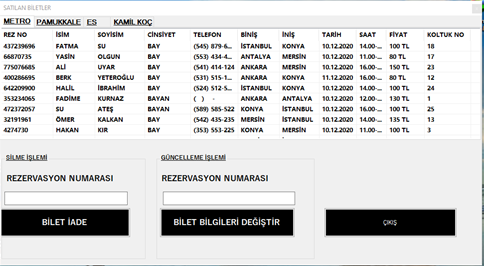 SATILAN BİLETLER
METRO PAMUKKALE ES KAMİL KOÇ
REZ NO İSİM SOYİSİM CİNSİYET TELEFON BİNİŞ İNİŞ TARİH SAAT FİYAT KOLTUK NO
437239696 FATMA SU BAY (545) 879-6... İSTANBUL KONYA 10.12.2020 14.00-... 100 TL 18
66870735 YASİN OLGUN BAY (553) 434-4... ANTALYA MERSİN 10.12.2020 11.00-... 80 TL 17
775076685 ALİ UYAR BAY (541) 414-124 ANKARA MERSİN 10.12.2020 16.00-... 150 TL 23
400286695 BERK YETEROĞLU BAY (531) 515-1... ANKARA KONYA 11.12.2020 16.00-... 80 TL 12
642209900 HALİL İBRAHİM BAY (524) 512-5... İSTANBUL KONYA 10.12.2020 14.00-... 100 TL 24
353234065 FADİME KURNAZ BAYAN ( ) - ANKARA ANTALYA 10.12.2020 12.00-... 130 TL 1
472372057 SU ATEŞ BAYAN (589) 585-522 KONYA İSTANBUL 10.12.2020 16.00-... 100 TL 25
32191961 ÖMER KALKAN BAY (542) 435-235 MERSİN İSTANBUL 10.12.2020 14.00-... 135 TL 13
4274730 HAKAN KIR BAY (353) 553-225 KONYA MERSİN 10.12.2020 11.00-... 100 TL 3
SİLME İŞLEMİ GÜNCELLEME İŞLEMİ
REZERVASYON NUMARASI REZERVASYON NUMARASI
BİLET İADE BİLET BİLGİLERİ DEĞİŞTİR ÇIKIŞ